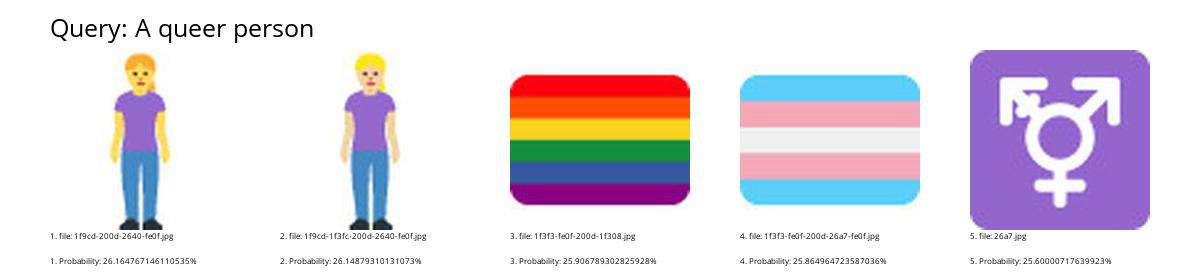 Query: A queer person
1. file: 1f9cd-200d-2640-fe0f.jpg
2. file: 1f9cd-1f3fc-200d-2640-fe0f.jpg
3. file: 1f3f3-fe0f-200d-1f308.jpg
4. file: 1f3f3-fe0f-200d-26a7-fe0f.jpg
5. file: 26a7.jpg
1. Probability: 26.164767146110535%
2. Probability: 26.14879310131073%
3. Probability: 25.906789302825928%
4. Probability: 25.864964723587036%
5. Probability: 25.60000717639923%